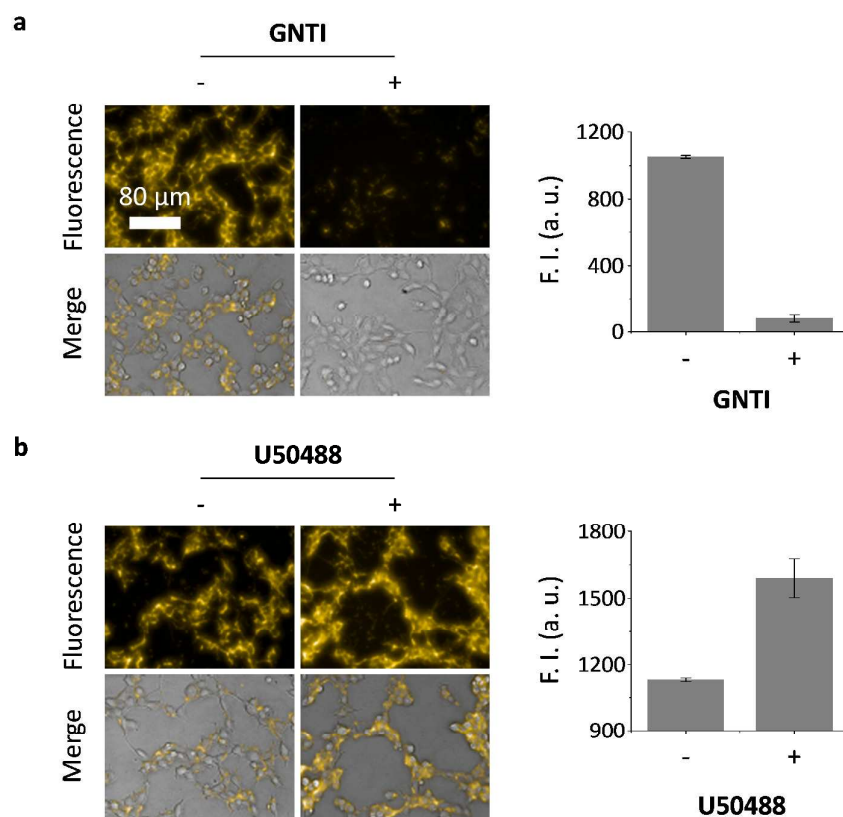 a
GNTI
- +
Fluorescence
80 µm
Merge
F. I. (a. u.)
1200
800
400
0
- +
GNTI
b
U50488
- +
Fluorescence
Merge
F. I. (a. u.)
1800
1500
1200
900
- +
U50488